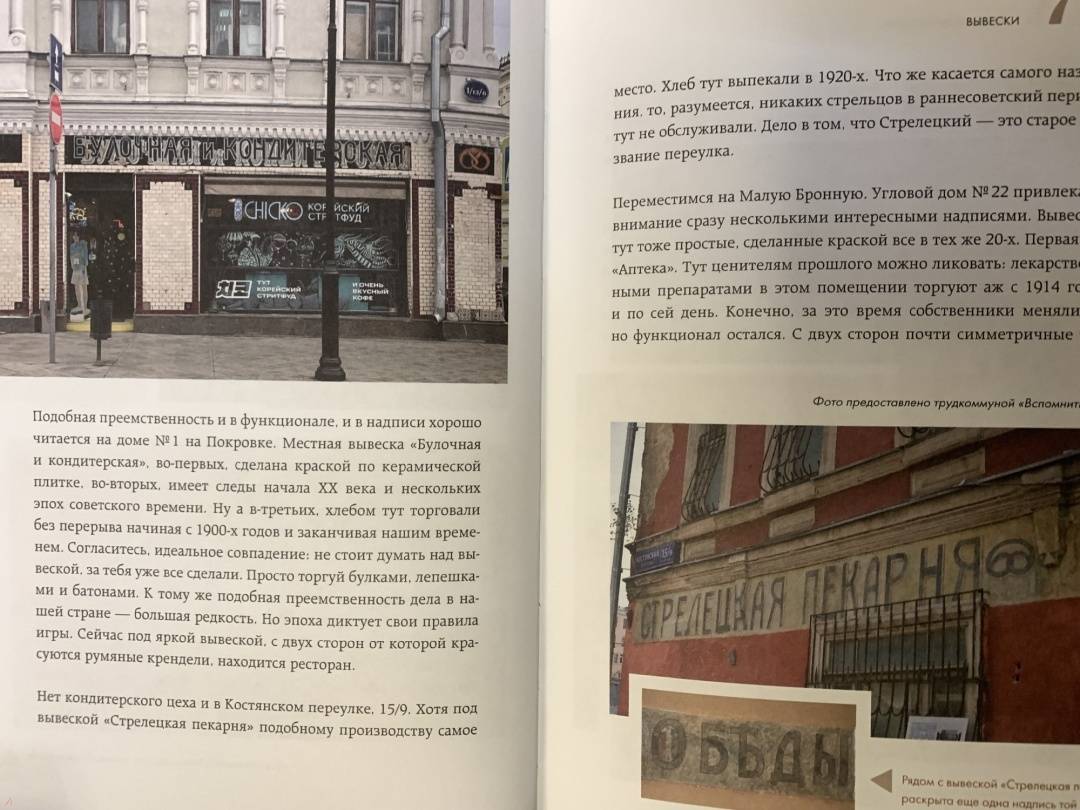 1/13/6
БУЛОЧНАЯ И КОНДИТЕРСКАЯ
CHICKO КОРЕЙСКИЙ
СТРИТФУД
ТУТ
КОРЕЙСКИЙ
СТРИТФУД
И ОЧЕНЬ
ВКУСНЫЙ
КОФЕ
Подобная преемственность и в функционале, и в надписи хорошо
читается на доме № 1 на Покровке. Местная вывеска «Булочная
и кондитерская», во-первых, сделана краской по керамической
плитке, во-вторых, имеет следы начала XX века и нескольких
эпох советского времени. Ну а в-третьих, хлебом тут торговали
без перерыва начиная с 1900-х годов и заканчивая нашим време-
нем. Согласитесь, идеальное совпадение: не стоит думать над вы-
веской, за тебя уже все сделали. Просто торгуй булками, лепешка-
ми и батонами. К тому же подобная преемственность дела в на-
шей стране — большая редкость. Но эпоха диктует свои правила
игры. Сейчас под яркой вывеской, с двух сторон от которой кра-
суются румяные крендели, находится ресторан.
Нет кондитерского цеха и в Костянском переулке, 15/9. Хотя под
вывеской «Стрелецкая пекарня» подобному производству самое
ВЫВЕСКИ
место. Хлеб тут выпекали в 1920-х. Что же касается самого наз
ния, то, разумеется, никаких стрельцов в раннесоветский пери
тут не обслуживали. Дело в том, что Стрелецкий — это старое
звание переулка.
Переместимся на Малую Бронную. Угловой дом № 22 привлека
внимание сразу несколькими интересными надписями. Вывес
тут тоже простые, сделанные краской все в тех же 20-х. Первая
«Аптека». Тут ценителям прошлого можно ликовать: лекарстве
ными препаратами в этом помещении торгуют аж с 1914 го
и по сей день. Конечно, за это время собственники меняли
но функционал остался. С двух сторон почти симметричные
Фото предоставлено трудкоммуной «Вспомнить
СТРЕЛЕЦКАЯ ПЕКАРНЯ
ОБЕДЫ
Рядом с вывеской «Стрелецкая п
раскрыта еще одна надпись той